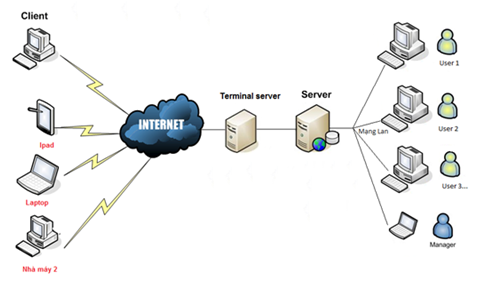 Client
Ipad
Laptop
Nhà máy 2
INTERNET
Terminal server
Server
Mạng Lan
User 1
User 2
User 3....
Manager